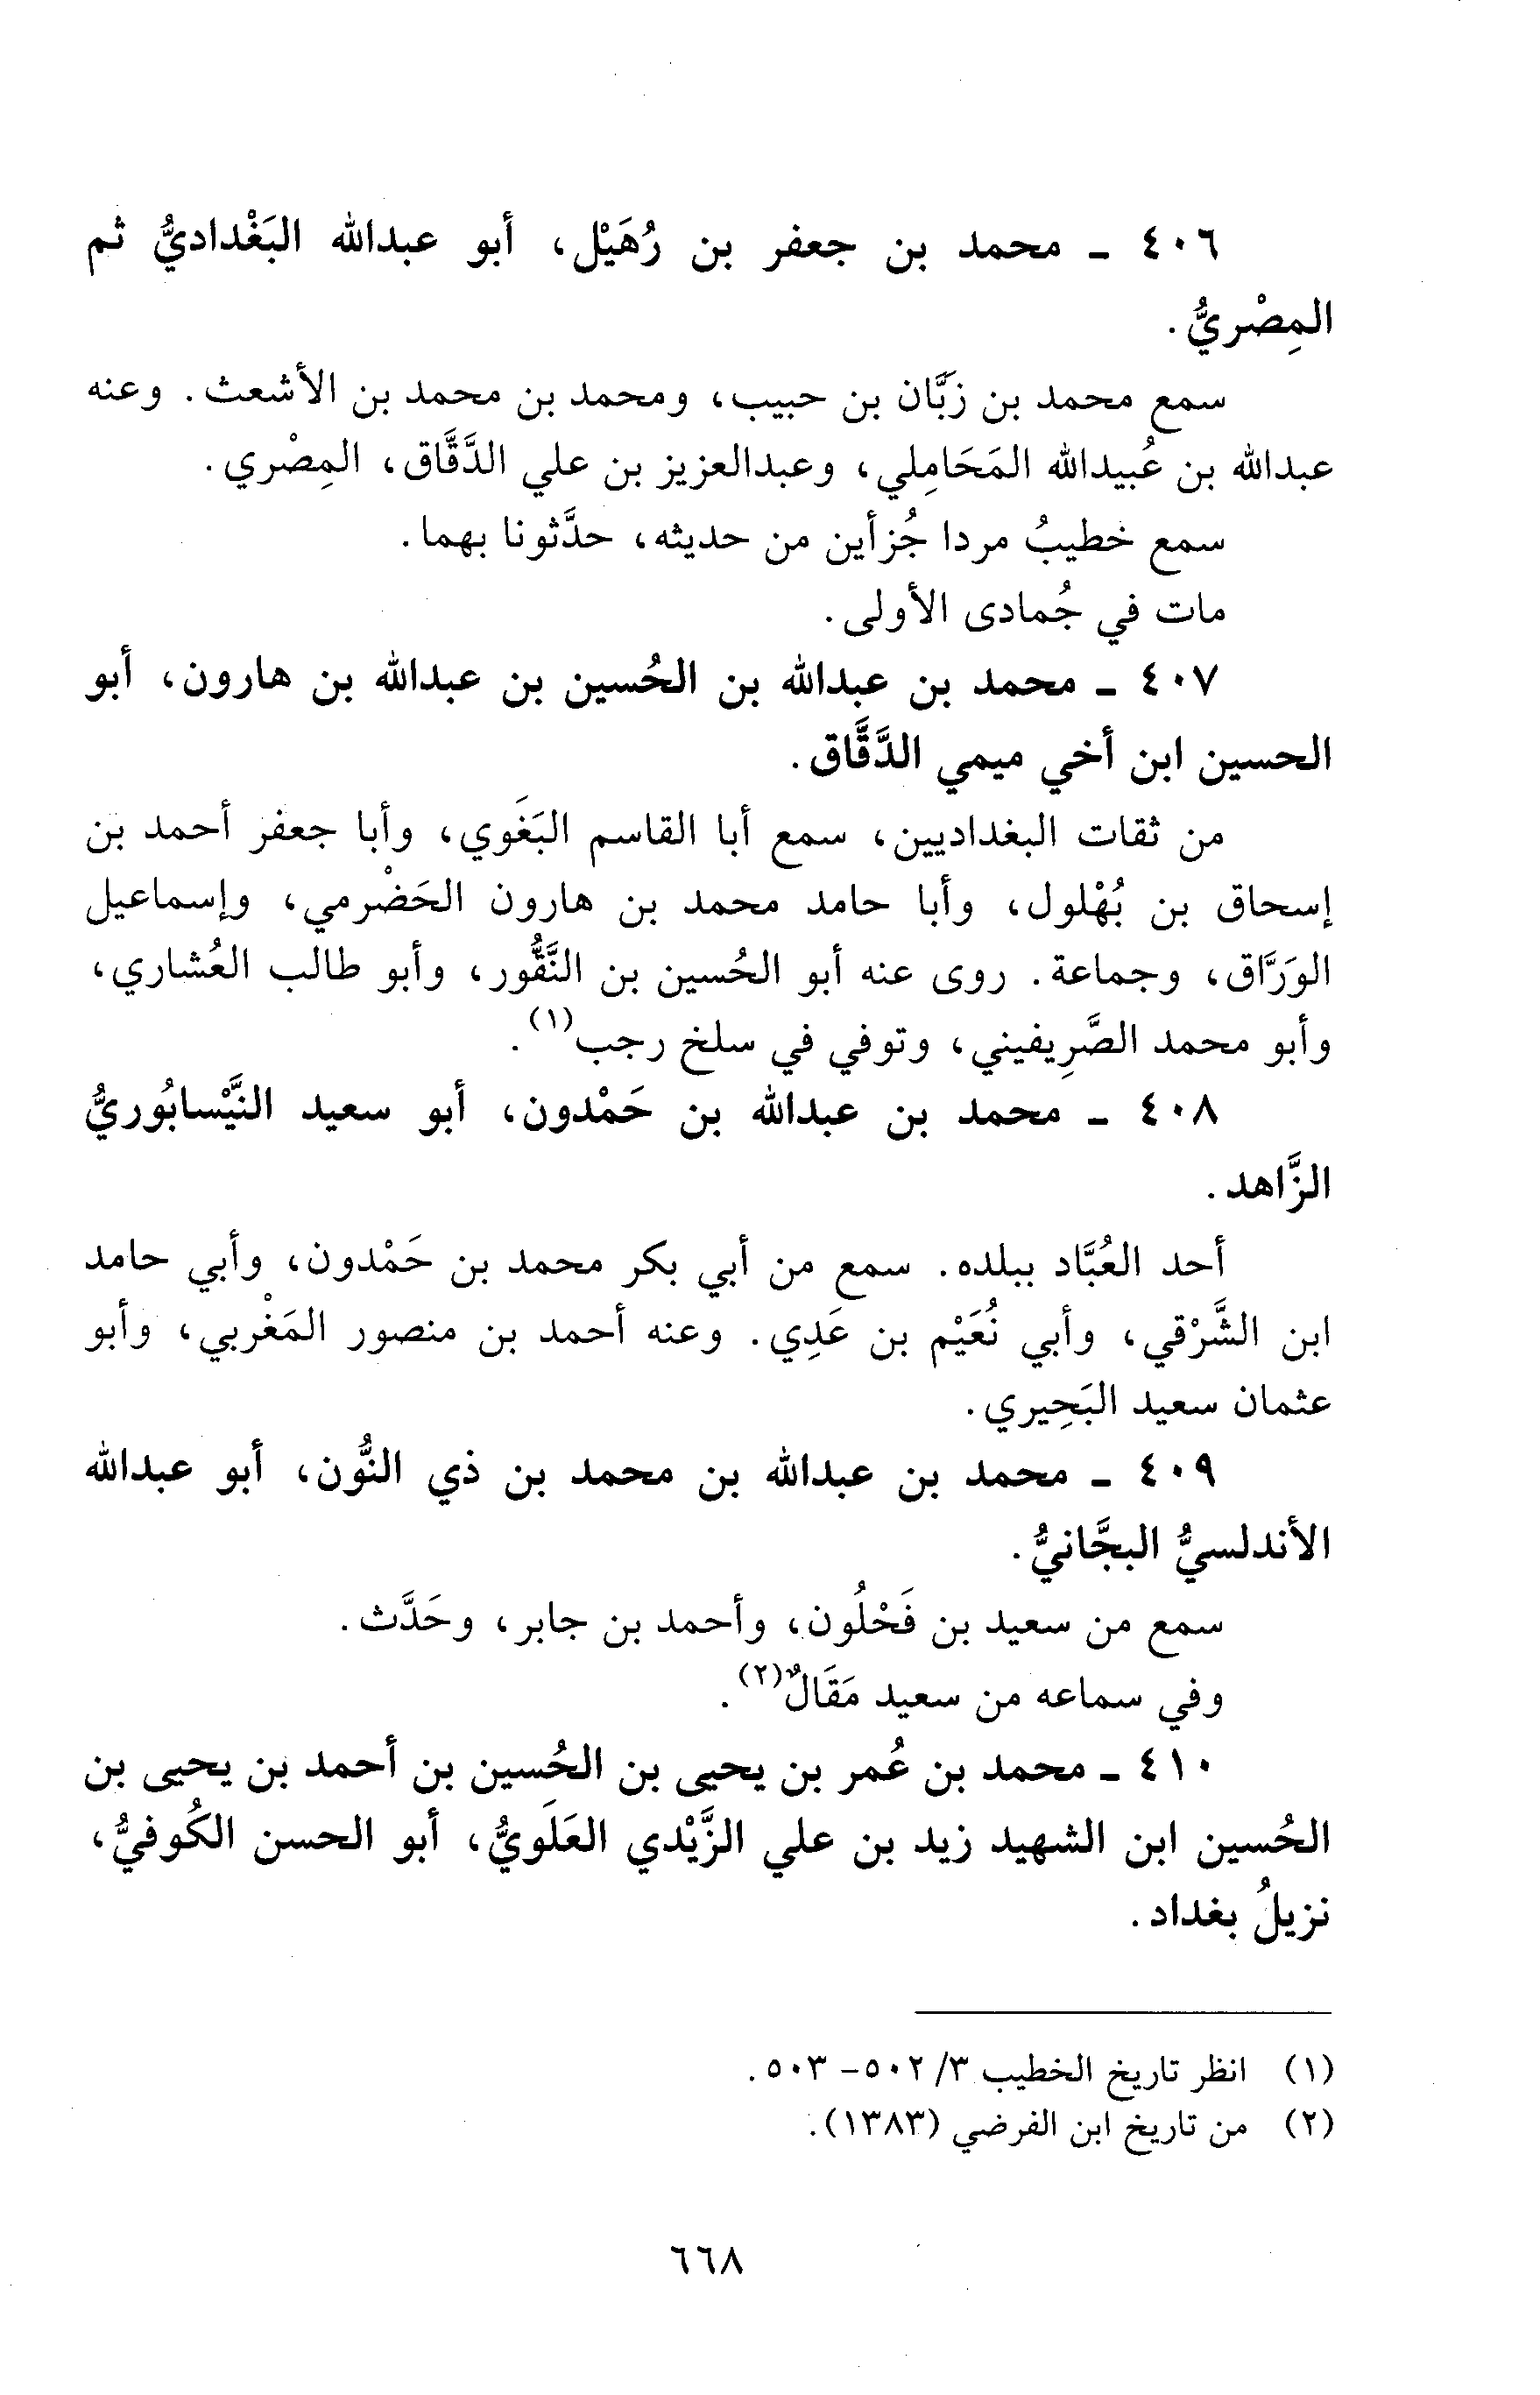 ٤٠٦ ـ محمد بن جعفر بن رُهَيْل، أبو عبدالله البَغْداديُّ ثم
المِصْريُّ.
سمع محمد بن زَبَّان بن حبيب، ومحمد بن محمد بن الأشعث. وعنه
عبدالله بن عُبيدالله المَحَامِلي، وعبدالعزيز بن علي الدَّقَّاق، المِصْري.
سمع خطيبُ مردا جُزأين من حديثه، حدَّثونا بهما.
مات في جُمادى الأولى.
٤٠٧ ـ محمد بن عبدالله بن الحُسين بن عبدالله بن هارون، أبو
الحسين ابن أخي ميمي الدَّقَّاق.
من ثقات البغداديين، سمع أبا القاسم البَغَوي، وأبا جعفر أحمد بن
إسحاق بن بُهْلول، وأبا حامد محمد بن هارون الحَضْرمي، وإسماعيل
الوَرَّاق، وجماعة. روى عنه أبو الحُسين بن النَّقُّور، وأبو طالب العُشاري،
وأبو محمد الصَّرِيفيني، وتوفي في سلخ رجب(١).
٤٠٨ ـ محمد بن عبدالله بن حَمْدون، أبو سعيد النَّيْسابُوريُّ
الزَّاهد.
أحد العُبَّاد ببلده. سمع من أبي بكر محمد بن حَمْدون، وأبي حامد
ابن الشَّرْقي، وأبي نُعَيْم بن عَدِي. وعنه أحمد بن منصور المَغْربي، وأبو
عثمان سعيد البَحِيري.
٤٠٩ ـ محمد بن عبدالله بن محمد بن ذي النُّون، أبو عبدالله
الأندلسيُّ البجَّانيُّ.
سمع من سعيد بن فَحْلُون، وأحمد بن جابر، وحَدَّث.
وفي سماعه من سعيد مَقَالٌ(٢).
٤١٠ ـ محمد بن عُمر بن يحيى بن الحُسين بن أحمد بن يحيى بن
الحُسين ابن الشهيد زيد بن علي الزَّيْدي العَلَويُّ، أبو الحسن الكُوفيُّ،
نزيلُ بغداد.
(١) انظر تاريخ الخطيب ٣/ ٥٠٢- ٥٠٣.
(٢) من تاريخ ابن الفرضي (١٣٨٣).
٦٦٨